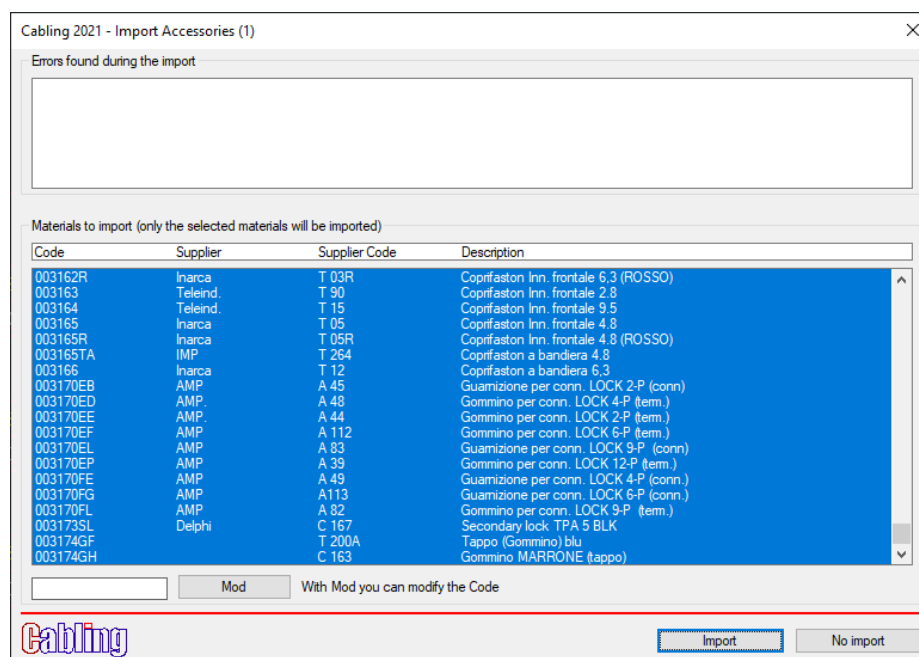 Cabling 2021 - Import Accessories (1)
Errors found during the import
Materials to import (only the selected materials will be imported)
Code Supplier Supplier Code Description
003162R Inarca T 03R Coprifaston Inn. frontale 6,3 (ROSSO)
003163 Teleind. T 90 Coprifaston Inn. frontale 2.8
003164 Teleind. T 15 Coprifaston Inn. frontale 9.5
003165 Inarca T 05 Coprifaston Inn. frontale 4.8
003165R Inarca T 05R Coprifaston Inn. frontale 4.8 (ROSSO)
003165TA IMP T 264 Coprifaston a bandiera 4.8
003166 Inarca T 12 Coprifaston a bandiera 6,3
003170EB AMP A 45 Guarnizione per conn. LOCK 2-P (conn)
003170ED AMP. A 48 Gommino per conn. LOCK 4-P (term.)
003170EE AMP. A 44 Gommino per conn. LOCK 2-P (term.)
003170EF AMP A 112 Gommino per conn. LOCK 6-P (term.)
003170EL AMP A 83 Guarnizione per conn. LOCK 9-P (conn)
003170EP AMP A 39 Gommino per conn. LOCK 12-P (term.)
003170FE AMP A 49 Guarnizione per conn. LOCK 4-P (conn.)
003170FG AMP A113 Guarnizione per conn. LOCK 6-P (conn.)
003170FL AMP A 82 Gommino per conn. LOCK 9-P (term.)
003173SL Delphi C 167 Secondary lock TPA 5 BLK
003174GF T 200A Tappo (Gommino) blu
003174GH C 163 Gommino MARRONE (tappo)
Mod With Mod you can modify the Code
Cabling Import No import